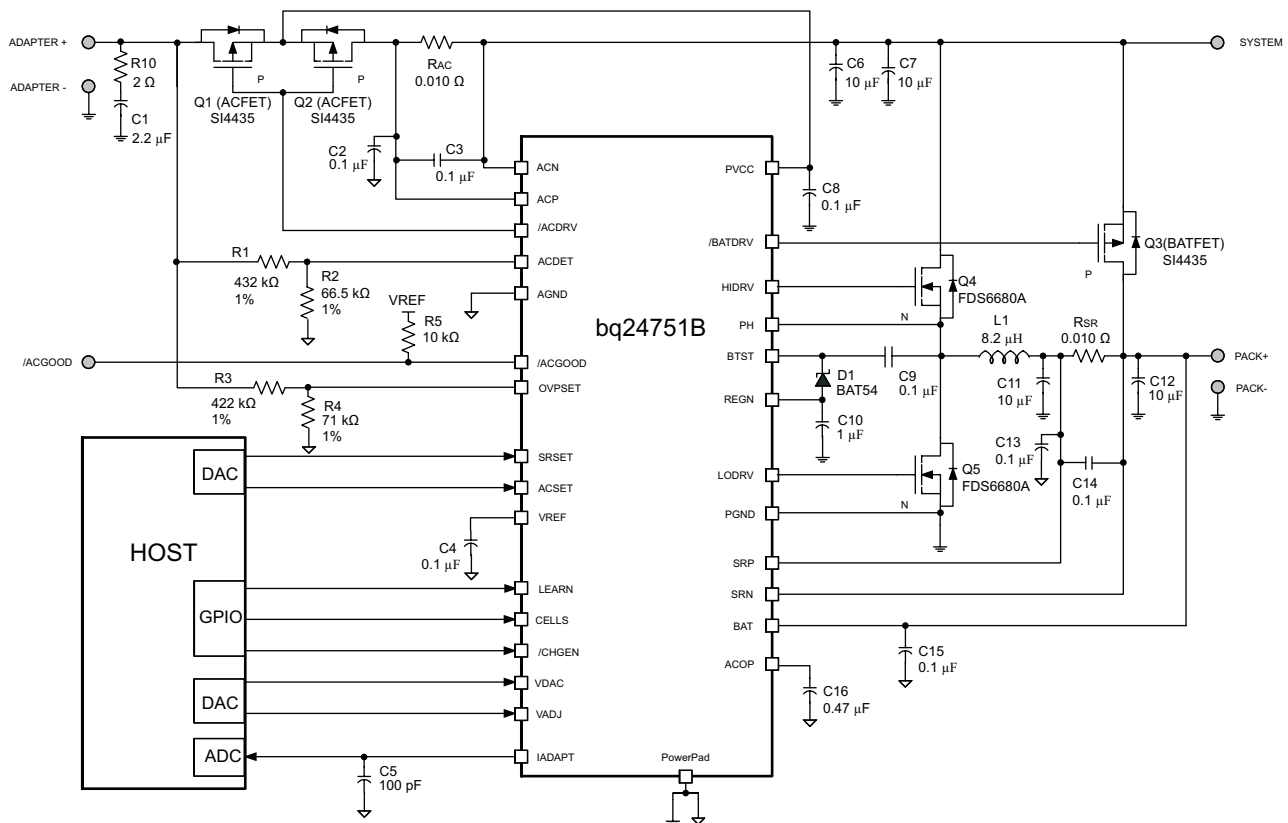 ADAPTER +
R10
2 Ω
ADAPTER -
C1
2.2 µF
P
Q1 (ACFET)
SI4435
P
Q2 (ACFET)
SI4435
RAC
0.010 Ω
C6
10 µF
C7
10 µF
SYSTEM
C2
0.1 µF
C3
0.1 µF
ACN
ACP
/ACDRV
ACDET
AGND
/ACGOOD
OVPSET
SRSET
ACSET
VREF
LEARN
CELLS
/CHGEN
VDAC
VADJ
IADAPT
bq24751B
PVCC
/BATDRV
HIDRV
PH
BTST
REGN
LODRV
PGND
SRP
SRN
BAT
ACOP
PowerPad
R1
432 kΩ
1%
R2
66.5 kΩ
1%
VREF
R5
10 kΩ
/ACGOOD
R3
422 kΩ
1%
R4
71 kΩ
1%
C8
0.1 µF
Q3(BATFET)
SI4435
P
Q4
FDS6680A
N
L1
8.2 µH
RSR
0.010 Ω
PACK+
PACK-
D1
BAT54
C9
0.1 µF
C10
1 µF
C11
10 µF
C12
10 µF
C13
0.1 µF
C14
0.1 µF
Q5
FDS6680A
N
C15
0.1 µF
C16
0.47 µF
HOST
DAC
GPIO
DAC
ADC
C4
0.1 µF
C5
100 pF